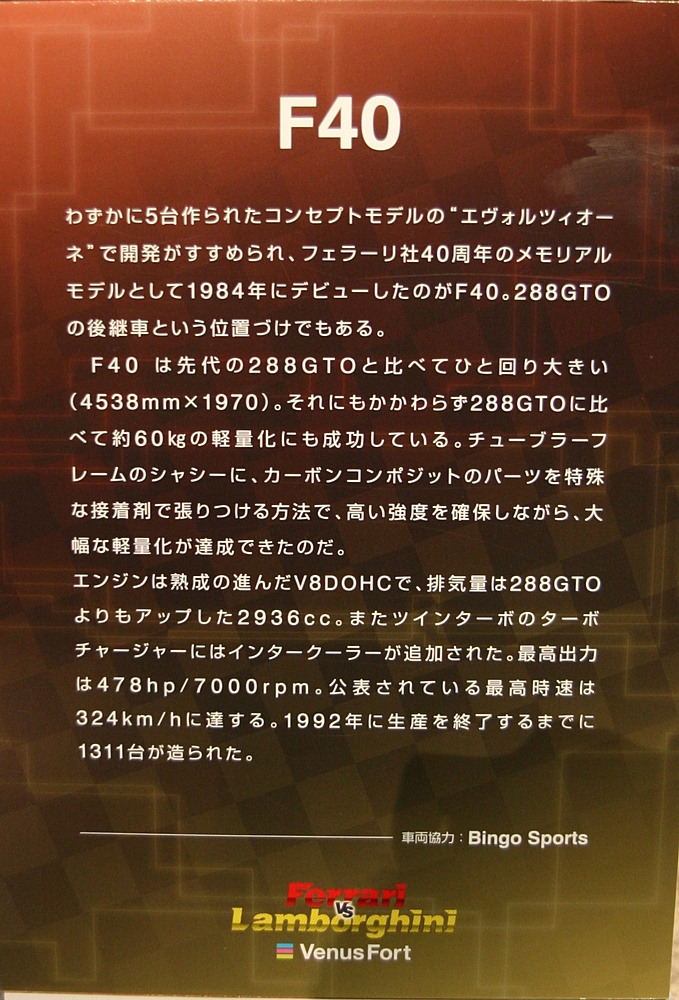 F40
わずかに5台作られたコンセプトモデルの“エヴォルツィオー
ネ”で開発がすすめられ、フェラーリ社40周年のメモリアル
モデルとして1984年にデビューしたのがF40。288GTO
の後継車という位置づけでもある。
F40 は先代の288GTOと比べてひと回り大きい
(4538mm×1970)。それにもかかわらず288GTOに比
べて約60㎏の軽量化にも成功している。チューブラーフ
レームのシャシーに、カーボンコンポジットのパーツを特殊
な接着剤で張りつける方法で、高い強度を確保しながら、大
幅な軽量化が達成できたのだ。
エンジンは熟成の進んだV8DOHCで、排気量は288GTO
よりもアップした2936cc。またツインターボのターボ
チャージャーにはインタークーラーが追加された。最高出力
は478hp/7000rpm。公表されている最高時速は
324km/hに達する。1992年に生産を終了するまでに
1311台が造られた。
車両協力：Bingo Sports
Ferrari
VS
Lamborghini
VenusFort